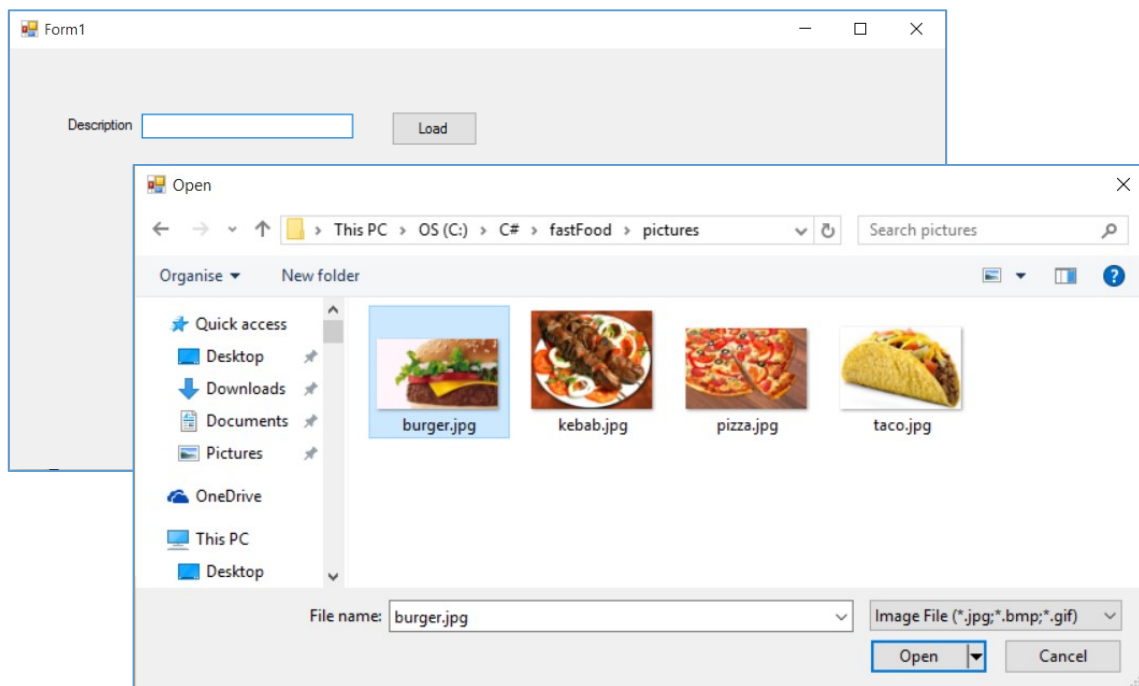 Form1
Description
Load
Open
This PC > OS (C:) > C# > fastFood > pictures
Search pictures
Organise
New folder
Quick access
Desktop
Downloads
Documents
Pictures
OneDrive
This PC
Desktop
burger.jpg
kebab.jpg
pizza.jpg
taco.jpg
File name: burger.jpg
Image File (*.jpg;*.bmp;*.gif)
Open
Cancel